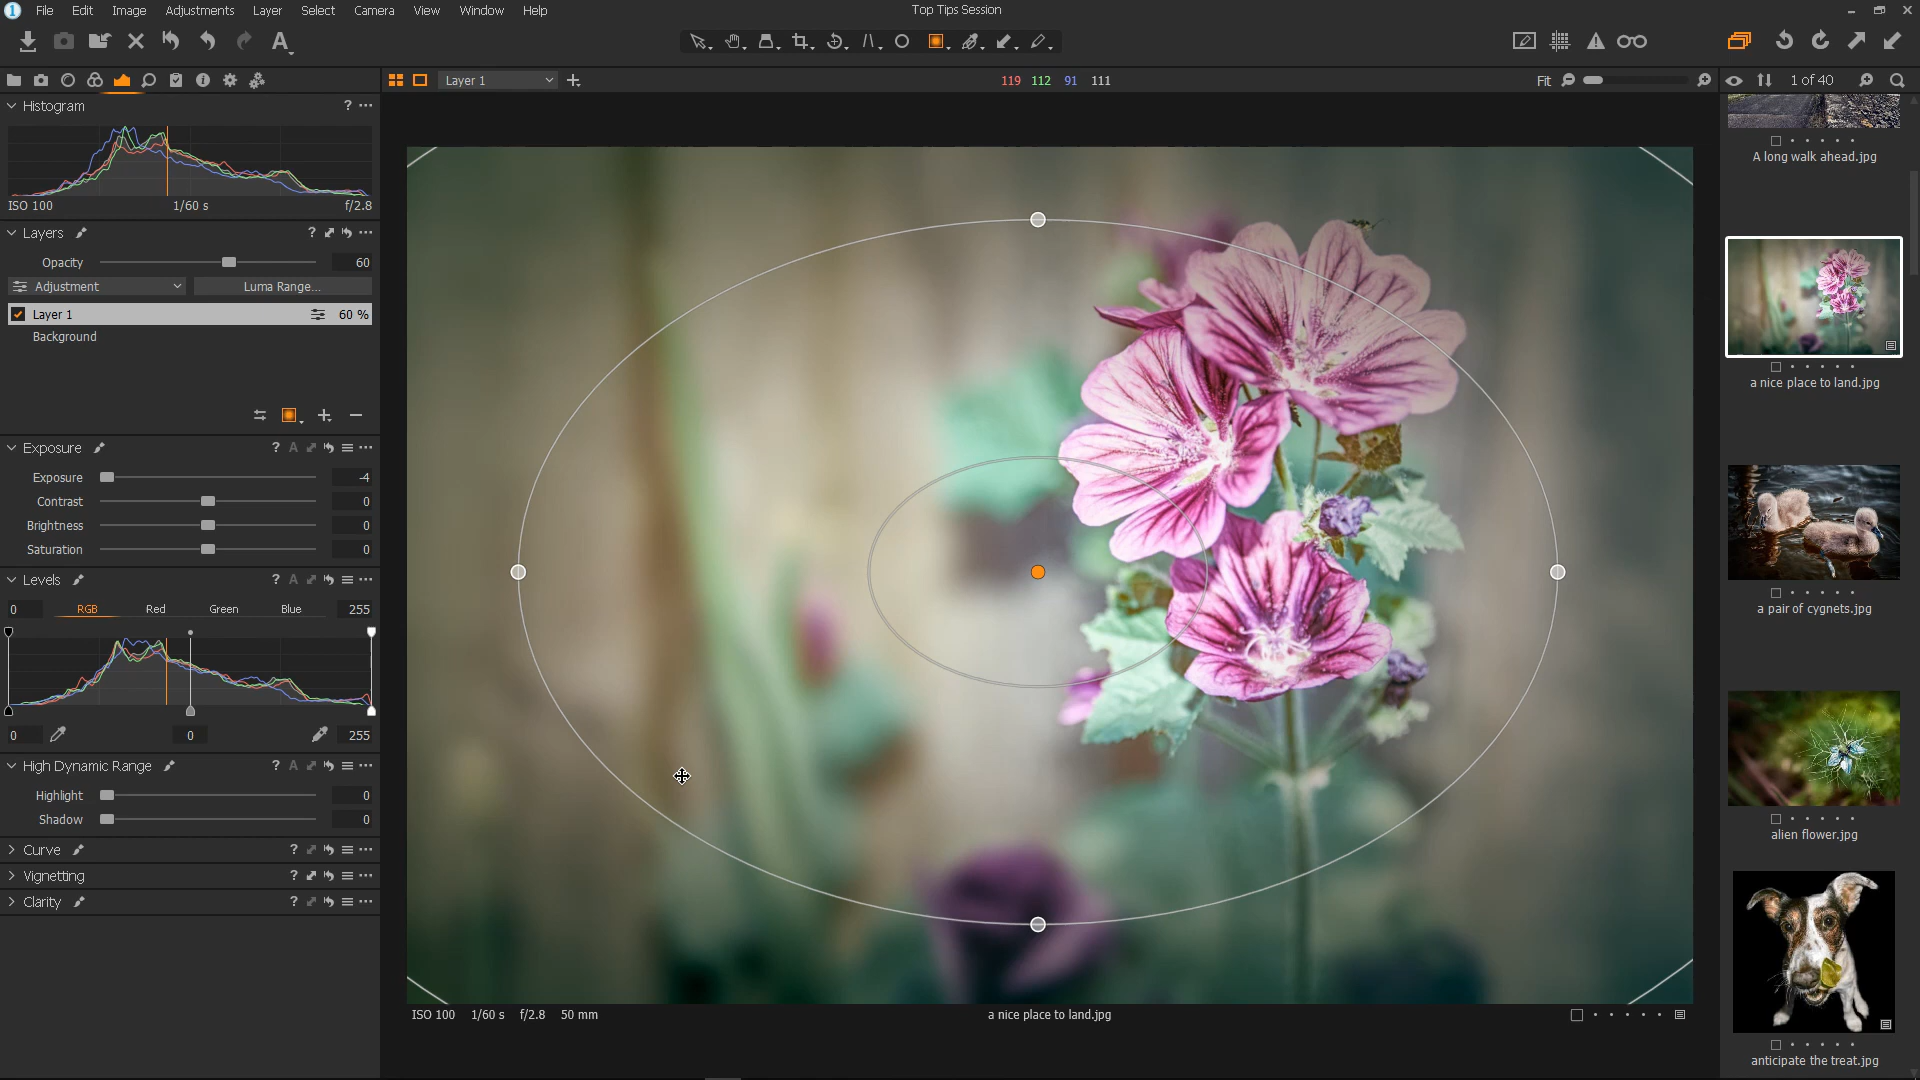 File Edit Image Adjustments Layer Select Camera View Window Help
Top Tips Session
A
Layer 1
119 112 91 111
Fit
1 of 40
Histogram ?
ISO 100 1/60 s f/2.8
Layers ?
Opacity 60
Adjustment Luma Range...
Layer 1 60 %
Background
Exposure ? A
Exposure -4
Contrast 0
Brightness 0
Saturation 0
Levels ? A
0 RGB Red Green Blue 255
0 0 255
High Dynamic Range ? A
Highlight 0
Shadow 0
Curve ?
Vignetting ?
Clarity ?
ISO 100 1/60 s f/2.8 50 mm
a nice place to land.jpg
A long walk ahead.jpg
a nice place to land.jpg
a pair of cygnets.jpg
alien flower.jpg
anticipate the treat.jpg